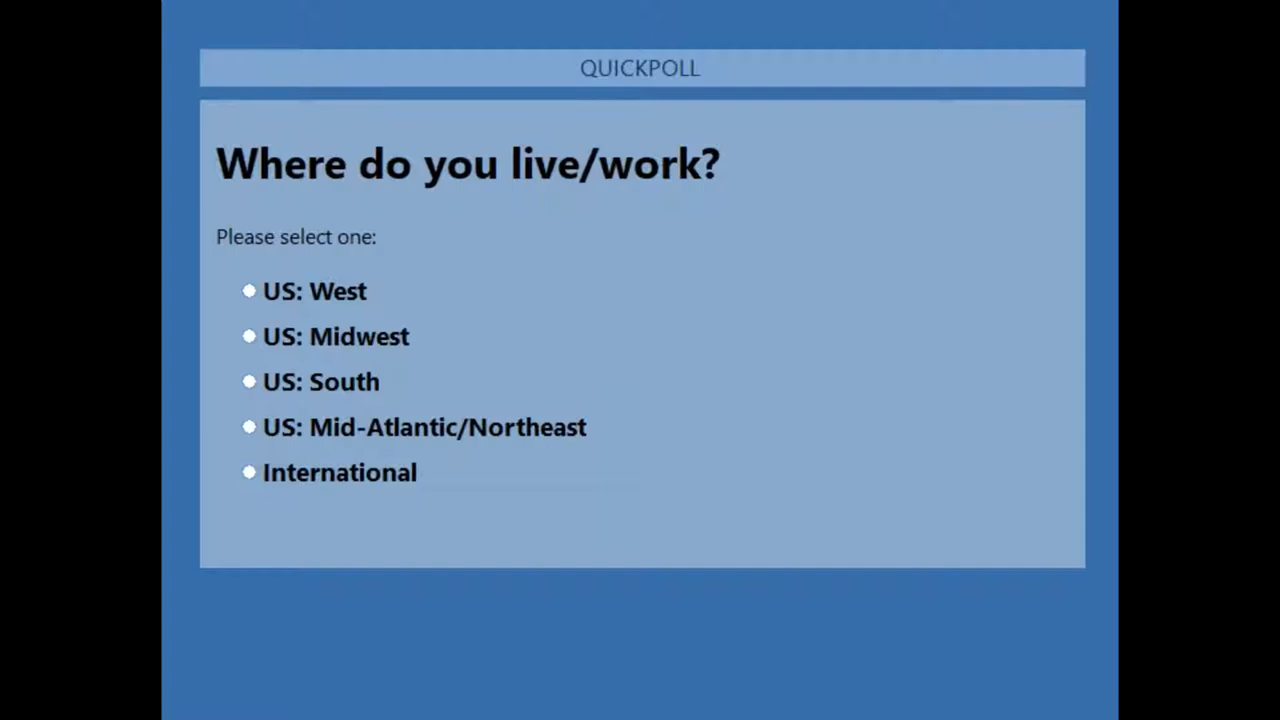 QUICKPOLL
Where do you live/work?
Please select one:
US: West
US: Midwest
US: South
US: Mid-Atlantic/Northeast
International